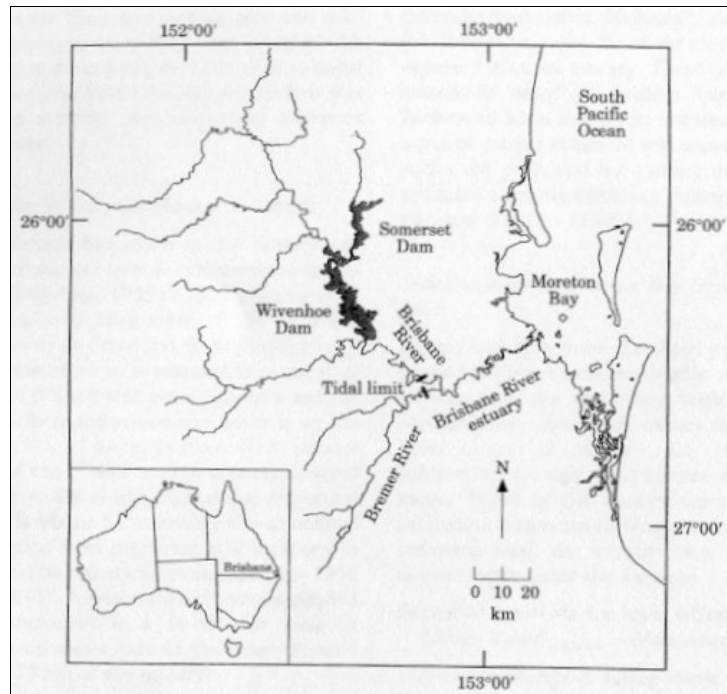 152°00'
153°00'
South
Pacific
Ocean
26°00'
26°00'
Somerset
Dam
Moreton
Bay
Wivenhoe
Dam
Brisbane
River
Tidal limit
Brisbane River
estuary
Bremer River
N
27°00'
Brisbane
0 10 20
km
153°00'